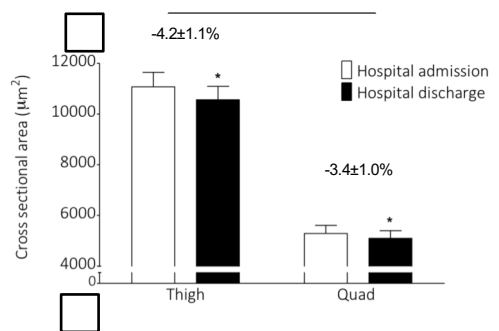 -4.2±1.1%
12000
10000
8000
6000
4000
0
Cross sectional area (μm²)
*
Hospital admission
Hospital discharge
-3.4±1.0%
*
Thigh
Quad